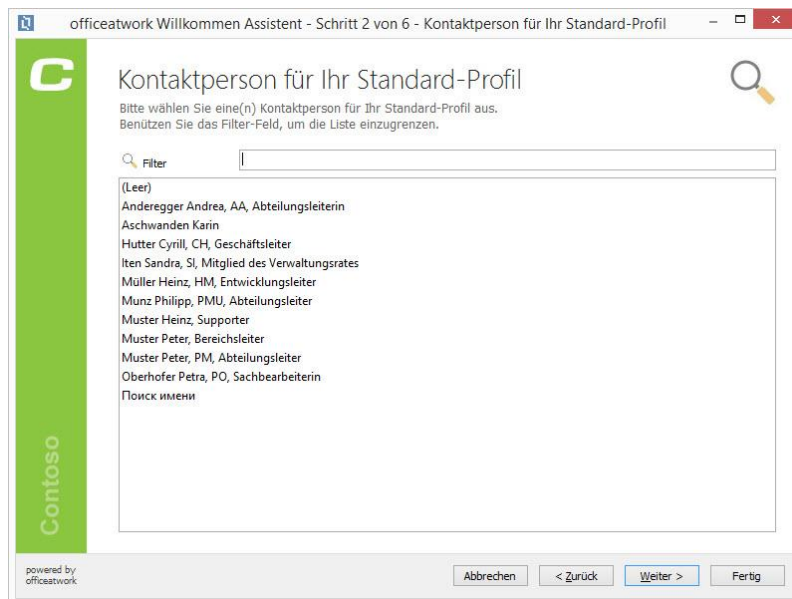 officeatwork Willkommen Assistent - Schritt 2 von 6 - Kontaktperson für Ihr Standard-Profil
C
Kontaktperson für Ihr Standard-Profil
Bitte wählen Sie eine(n) Kontaktperson für Ihr Standard-Profil aus.
Benützen Sie das Filter-Feld, um die Liste einzugrenzen.
Filter
(Leer)
Anderegger Andrea, AA, Abteilungsleiterin
Aschwanden Karin
Hutter Cyrill, CH, Geschäftsleiter
Iten Sandra, SI, Mitglied des Verwaltungsrates
Müller Heinz, HM, Entwicklungsleiter
Munz Philipp, PMU, Abteilungsleiter
Muster Heinz, Supporter
Muster Peter, Bereichsleiter
Muster Peter, PM, Abteilungsleiter
Oberhofer Petra, PO, Sachbearbeiterin
Поиск имени
Contoso
powered by
officeatwork
Abbrechen < Zurück Weiter > Fertig